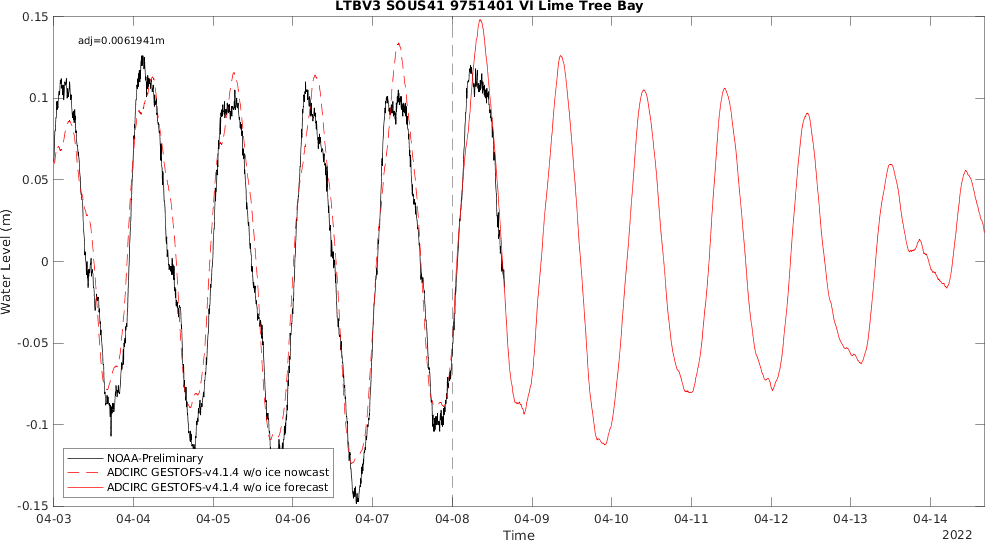 LTBV3 SOUS41 9751401 VI Lime Tree Bay
adj=0.0061941m
0.15
0.1
0.05
0
-0.05
-0.1
-0.15
Water Level (m)
NOAA-Preliminary
ADCIRC GESTOFS-v4.1.4 w/o ice nowcast
ADCIRC GESTOFS-v4.1.4 w/o ice forecast
04-03 04-04 04-05 04-06 04-07 04-08 04-09 04-10 04-11 04-12 04-13 04-14
Time
2022